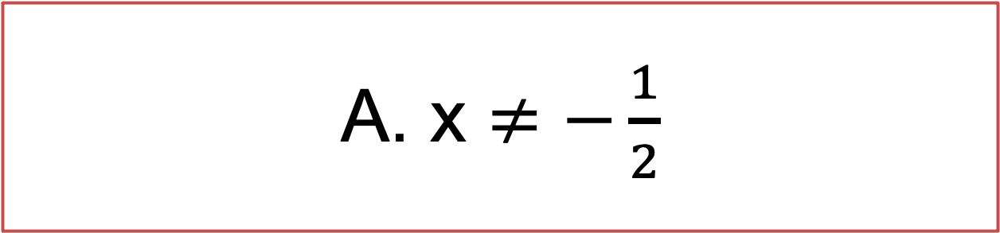 A. x ≠ − 1/2